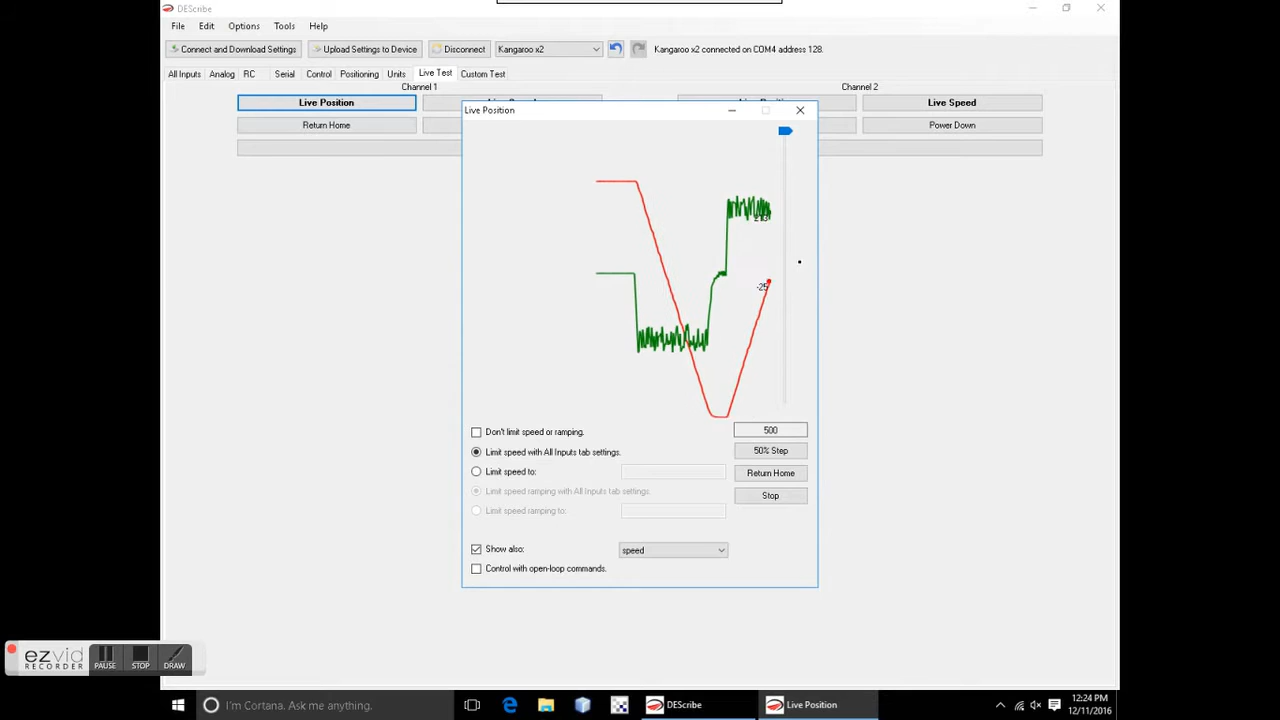 DEScribe
File Edit Options Tools Help
Connect and Download Settings Upload Settings to Device Disconnect Kangaroo x2 Kangaroo x2 connected on COM4 address 128.
All Inputs Analog RC Serial Control Positioning Units Live Test Custom Test
Channel 1 Channel 2
Live Position Live Speed
Return Home Power Down
Live Position
-25
500
Don't limit speed or ramping.
Limit speed with All Inputs tab settings. 50% Step
Limit speed to: Return Home
Limit speed ramping with All Inputs tab settings. Stop
Limit speed ramping to:
Show also: speed
Control with open-loop commands.
ezvid
RECORDER
PAUSE STOP DRAW
I'm Cortana. Ask me anything. DEScribe Live Position
12:24 PM
12/11/2016